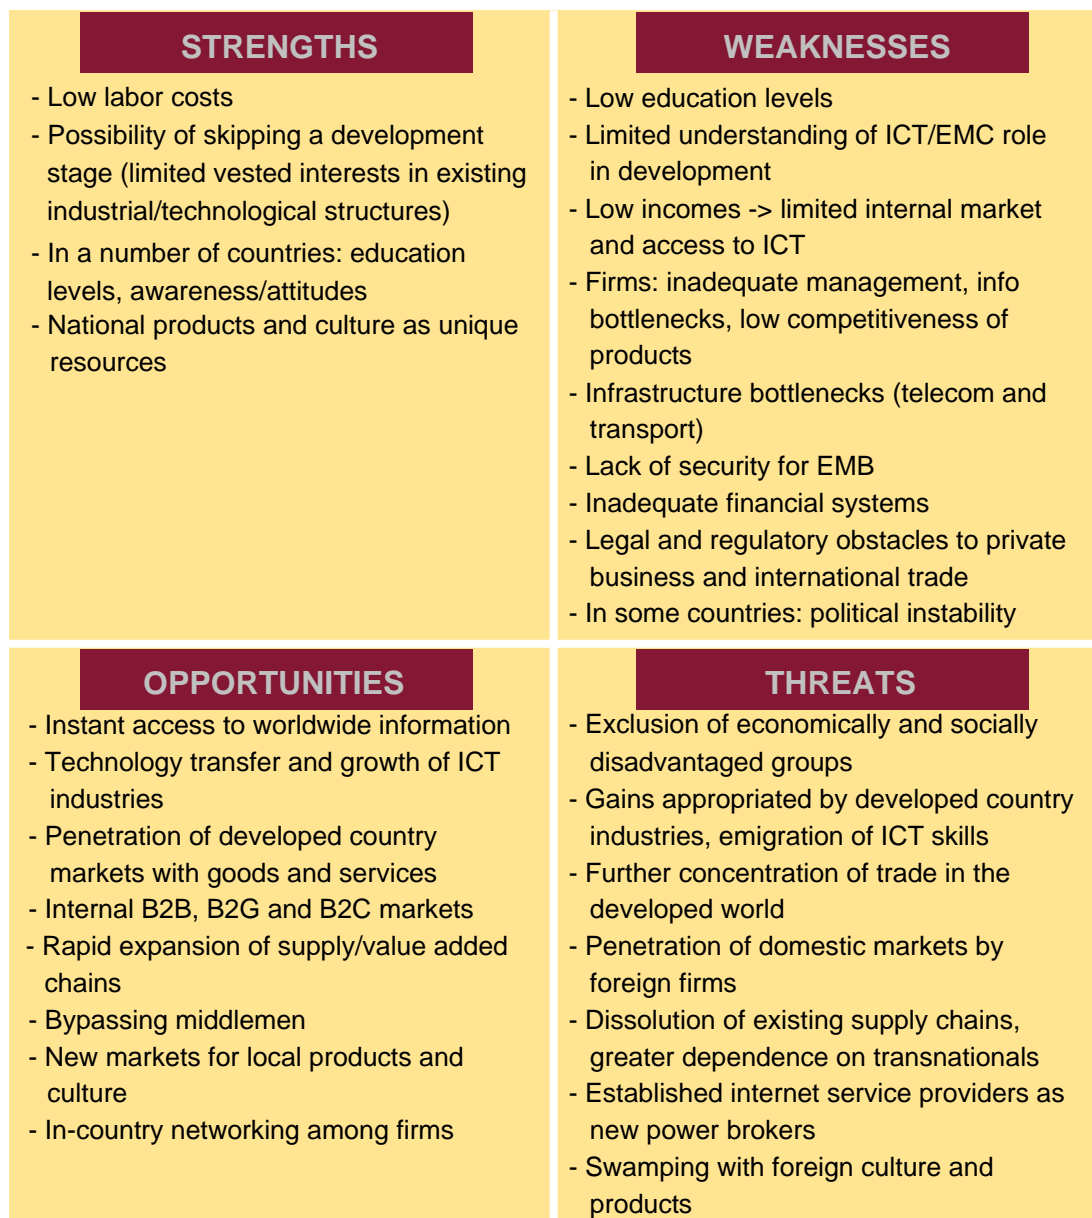 STRENGTHS
- Low labor costs
- Possibility of skipping a development
stage (limited vested interests in existing
industrial/technological structures)
- In a number of countries: education
levels, awareness/attitudes
- National products and culture as unique
resources
WEAKNESSES
- Low education levels
- Limited understanding of ICT/EMC role
in development
- Low incomes -> limited internal market
and access to ICT
- Firms: inadequate management, info
bottlenecks, low competitiveness of
products
- Infrastructure bottlenecks (telecom and
transport)
- Lack of security for EMB
- Inadequate financial systems
- Legal and regulatory obstacles to private
business and international trade
- In some countries: political instability
OPPORTUNITIES
- Instant access to worldwide information
- Technology transfer and growth of ICT
industries
- Penetration of developed country
markets with goods and services
- Internal B2B, B2G and B2C markets
- Rapid expansion of supply/value added
chains
- Bypassing middlemen
- New markets for local products and
culture
- In-country networking among firms
THREATS
- Exclusion of economically and socially
disadvantaged groups
- Gains appropriated by developed country
industries, emigration of ICT skills
- Further concentration of trade in the
developed world
- Penetration of domestic markets by
foreign firms
- Dissolution of existing supply chains,
greater dependence on transnationals
- Established internet service providers as
new power brokers
- Swamping with foreign culture and
products